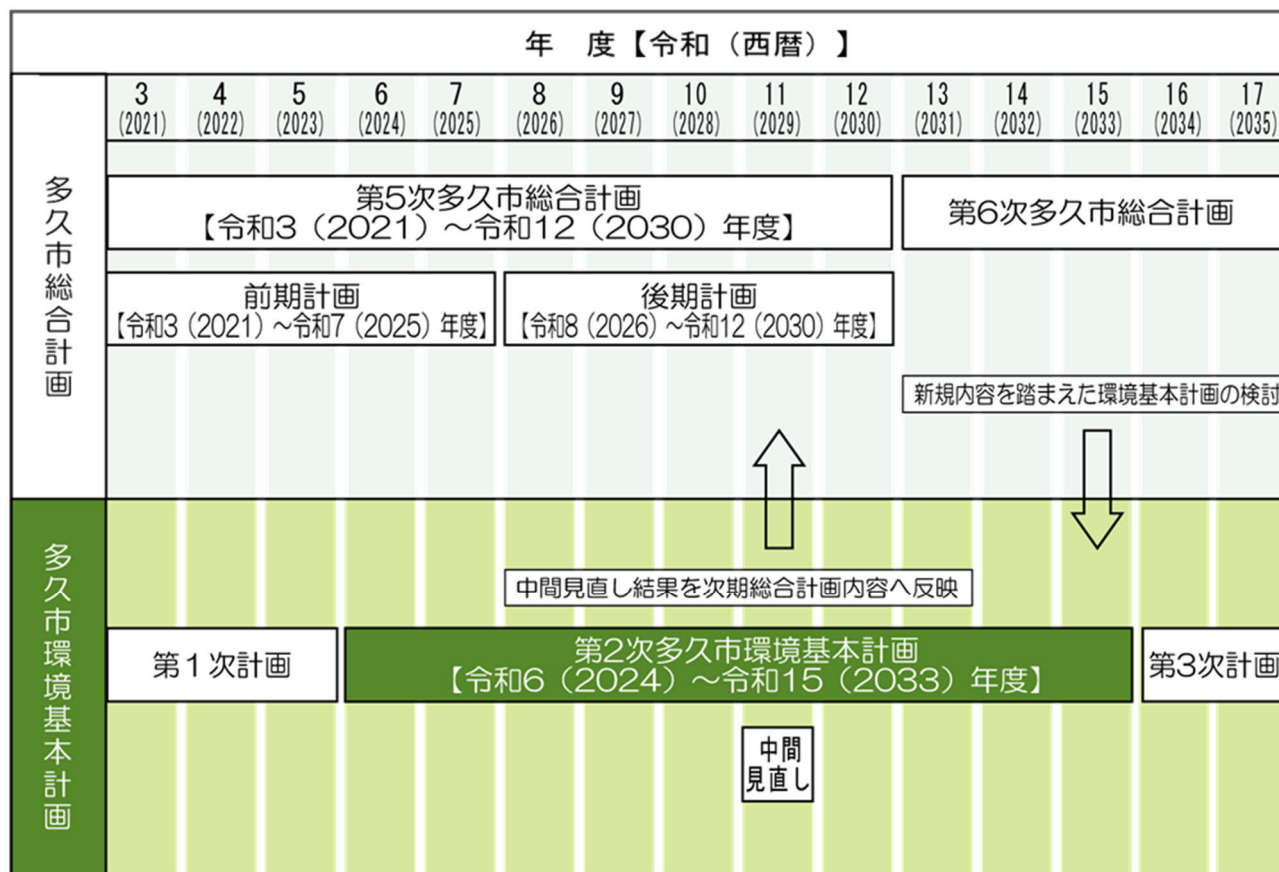 年　度【令和（西暦）】
3 4 5 6 7 8 9 10 11 12 13 14 15 16 17
(2021) (2022) (2023) (2024) (2025) (2026) (2027) (2028) (2029) (2030) (2031) (2032) (2033) (2034) (2035)
多久市総合計画
第5次多久市総合計画
【令和3（2021）～令和12（2030）年度】
第6次多久市総合計画
前期計画
【令和3（2021）～令和7（2025）年度】
後期計画
【令和8（2026）～令和12（2030）年度】
新規内容を踏まえた環境基本計画の検討
多久市環境基本計画
中間見直し結果を次期総合計画内容へ反映
第１次計画
第2次多久市環境基本計画
【令和6（2024）～令和15（2033）年度】
第3次計画
中間
見直し